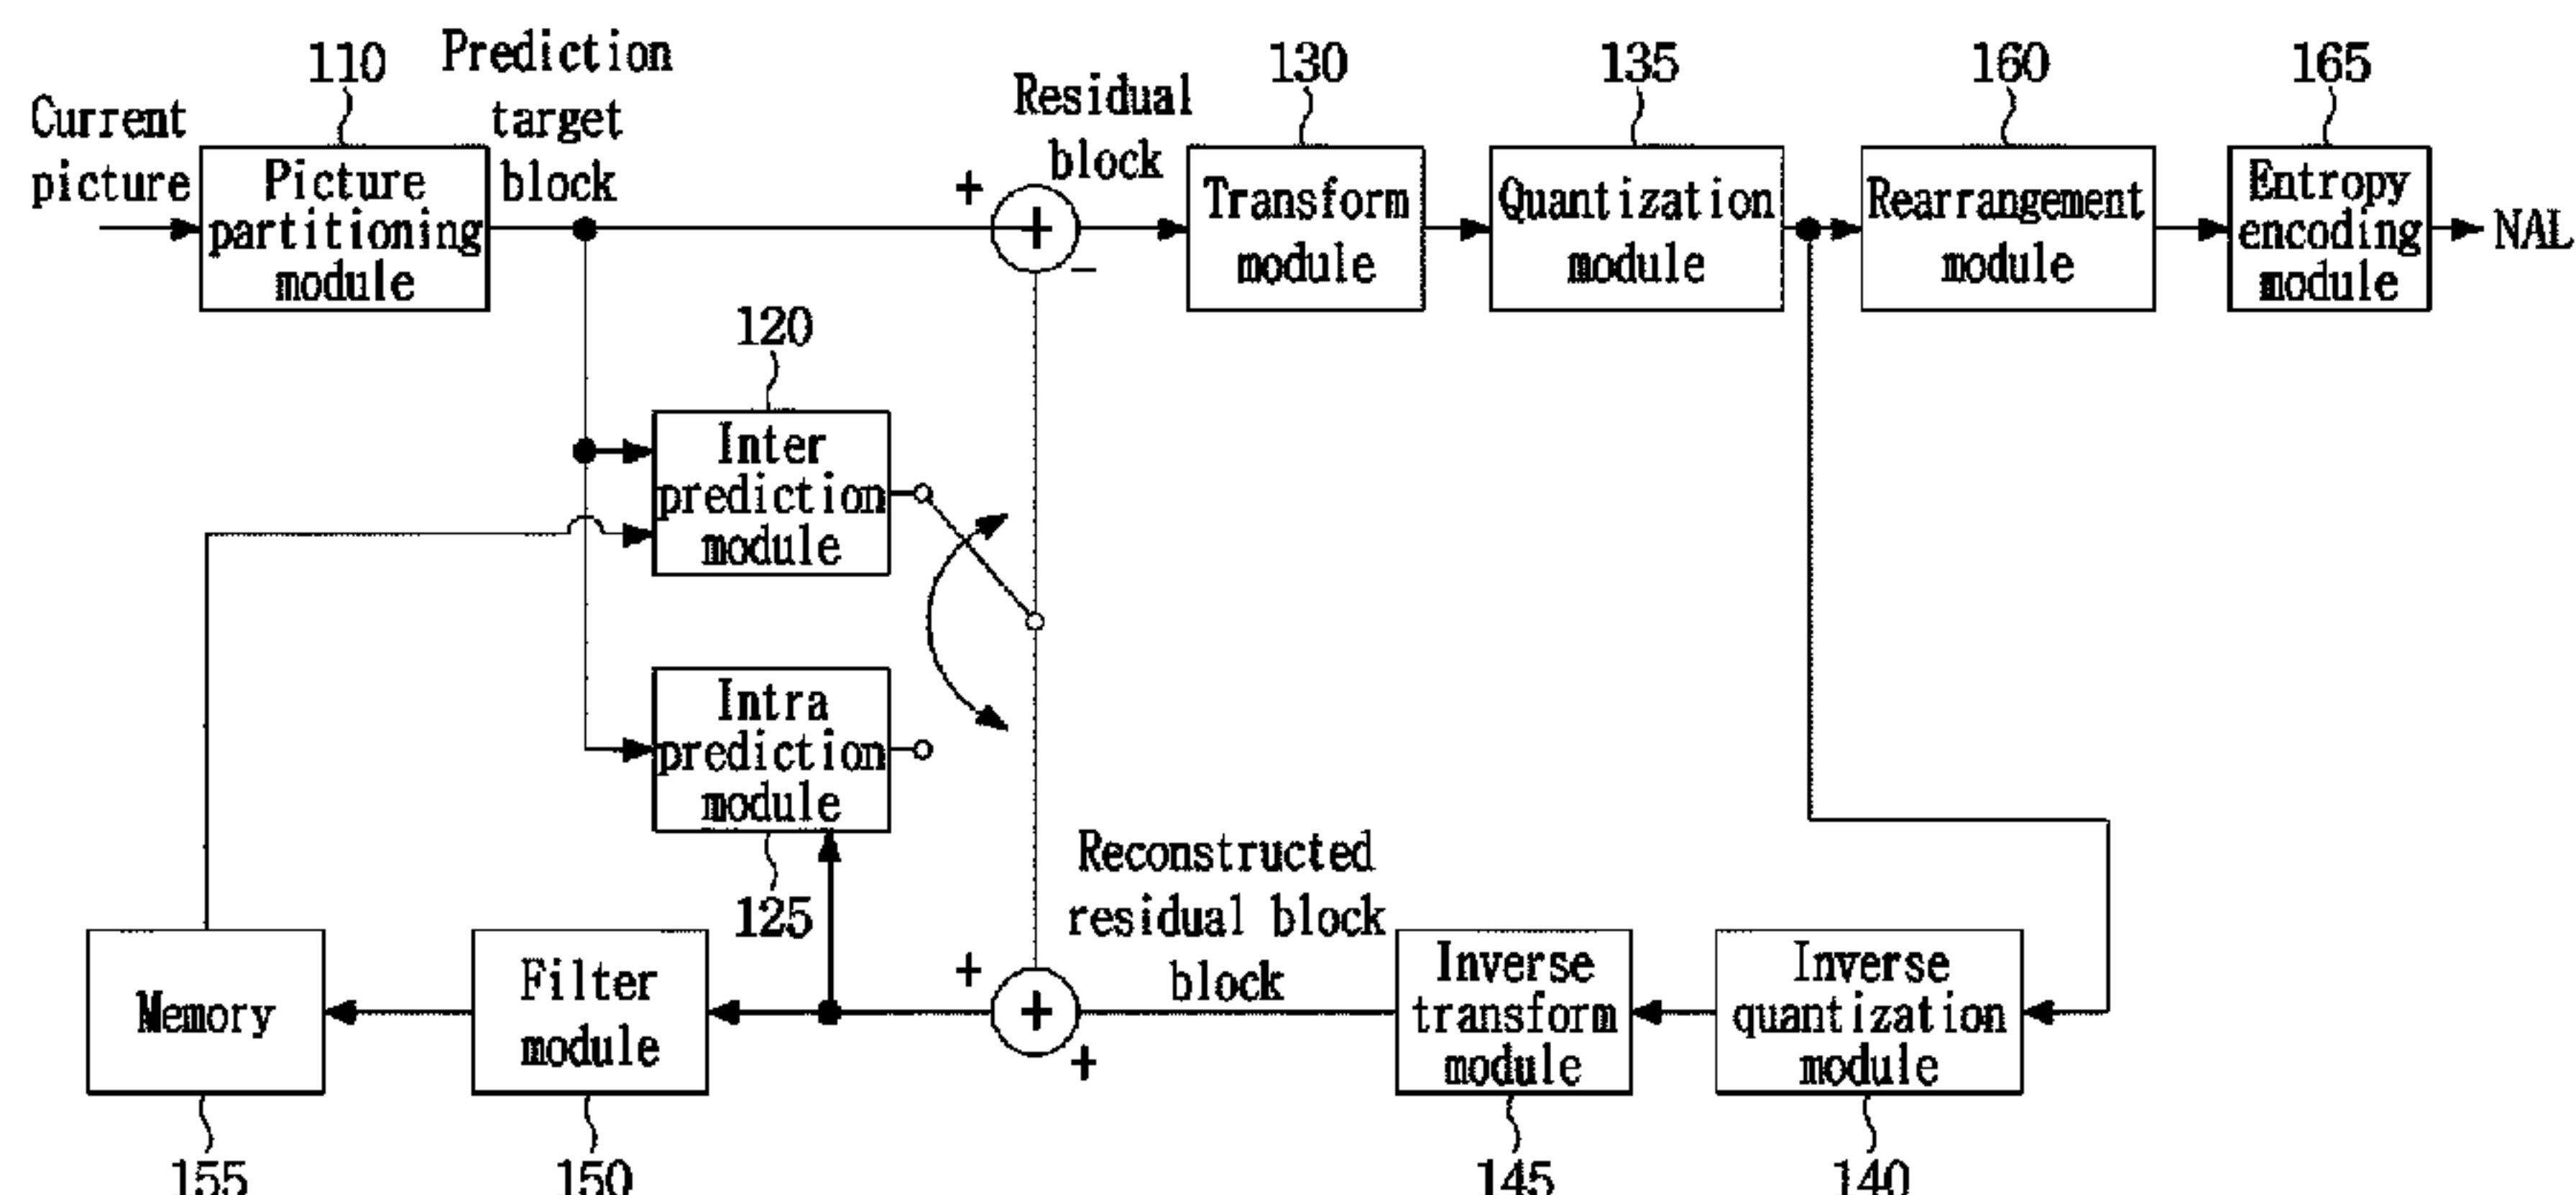 110
Prediction
target
block
Current
picture
Picture
partitioning
module
+
+
−
Residual
block
130
Transform
module
135
Quantization
module
160
Rearrangement
module
165
Entropy
encoding
module
NAL
120
Inter
prediction
module
Intra
prediction
module
125
Reconstructed
residual block
block
Memory
155
Filter
module
150
+
+
+
Inverse
transform
module
145
Inverse
quantization
module
140